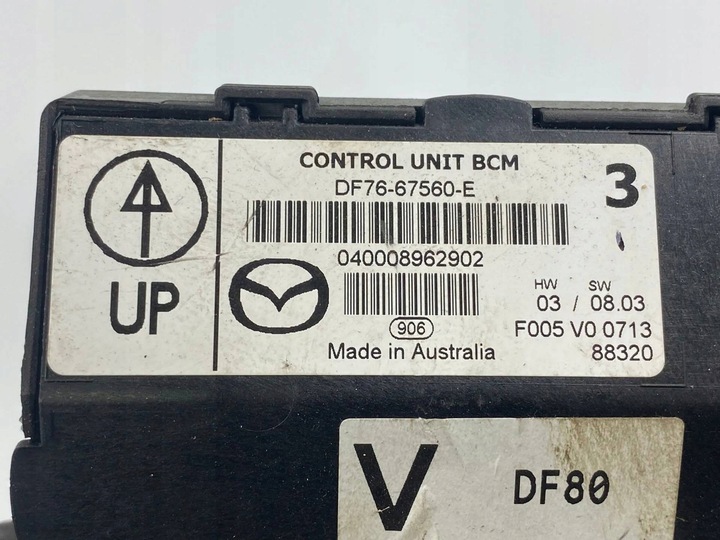 CONTROL UNIT BCM
DF76-67560-E
3
040008962902
UP
HW SW
03 / 08.03
906
F005 V0 0713
Made in Australia
88320
V
DF80